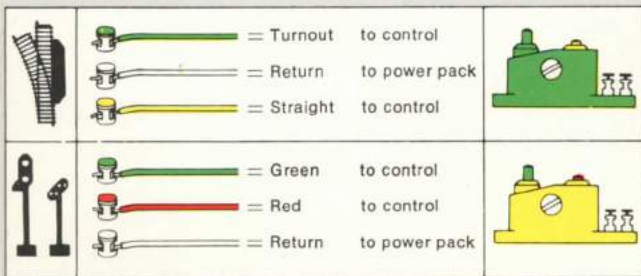 = Turnout to control
= Return to power pack
= Straight to control
= Green to control
= Red to control
= Return to power pack